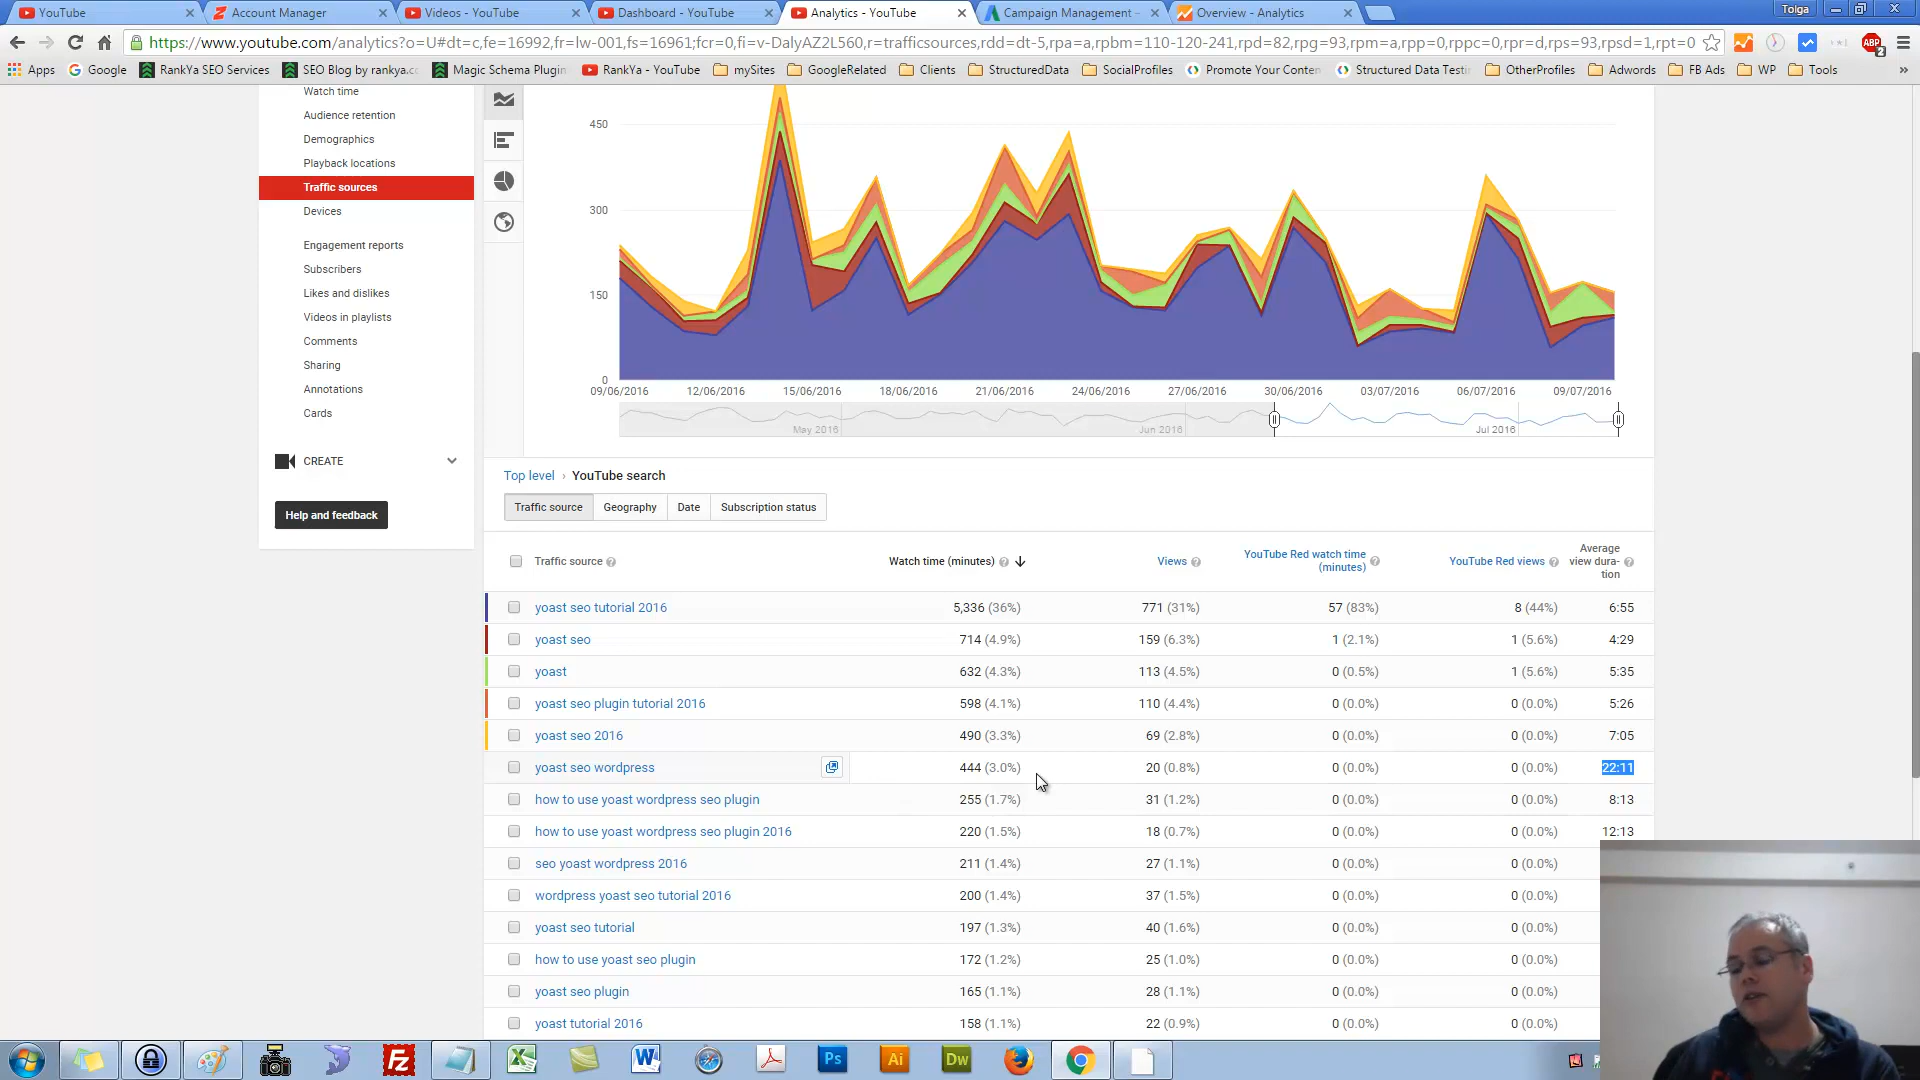 YouTube
Account Manager
Videos - YouTube
Dashboard - YouTube
Analytics - YouTube
Campaign Management -
Overview - Analytics
Tolga
https://www.youtube.com/analytics?o=U#dt=c,fe=16992,fr=lw-001,fs=16961;fcr=0,fi=v-DalyAZ2L560,r=trafficsources,rdd=dt-5,rpa=a,rpbm=110-120-241,rpd=82,rpg=93,rpm=a,rpp=0,rppc=0,rpr=d,rps=93,rpsd=1,rpt=0
ABP
2
Apps
Google
RankYa SEO Services
SEO Blog by rankya.c
Magic Schema Plugin
RankYa - YouTube
mySites
GoogleRelated
Clients
StructuredData
SocialProfiles
Promote Your Conten
Structured Data Testi
OtherProfiles
Adwords
FB Ads
WP
Tools
»
Watch time
Audience retention
Demographics
Playback locations
Traffic sources
Devices
Engagement reports
Subscribers
Likes and dislikes
Videos in playlists
Comments
Sharing
Annotations
Cards
CREATE
Help and feedback
450
300
150
0
09/06/2016 12/06/2016 15/06/2016 18/06/2016 21/06/2016 24/06/2016 27/06/2016 30/06/2016 03/07/2016 06/07/2016 09/07/2016
May 2016 Jun 2016 Jul 2016
Top level › YouTube search
Traffic source Geography Date Subscription status
Traffic source Watch time (minutes) Views YouTube Red watch time (minutes) YouTube Red views Average view dura-tion
yoast seo tutorial 2016 5,336 (36%) 771 (31%) 57 (83%) 8 (44%) 6:55
yoast seo 714 (4.9%) 159 (6.3%) 1 (2.1%) 1 (5.6%) 4:29
yoast 632 (4.3%) 113 (4.5%) 0 (0.5%) 1 (5.6%) 5:35
yoast seo plugin tutorial 2016 598 (4.1%) 110 (4.4%) 0 (0.0%) 0 (0.0%) 5:26
yoast seo 2016 490 (3.3%) 69 (2.8%) 0 (0.0%) 0 (0.0%) 7:05
yoast seo wordpress 444 (3.0%) 20 (0.8%) 0 (0.0%) 0 (0.0%) 22:11
how to use yoast wordpress seo plugin 255 (1.7%) 31 (1.2%) 0 (0.0%) 0 (0.0%) 8:13
how to use yoast wordpress seo plugin 2016 220 (1.5%) 18 (0.7%) 0 (0.0%) 0 (0.0%) 12:13
seo yoast wordpress 2016 211 (1.4%) 27 (1.1%) 0 (0.0%) 0 (0.0%)
wordpress yoast seo tutorial 2016 200 (1.4%) 37 (1.5%) 0 (0.0%) 0 (0.0%)
yoast seo tutorial 197 (1.3%) 40 (1.6%) 0 (0.0%) 0 (0.0%)
how to use yoast seo plugin 172 (1.2%) 25 (1.0%) 0 (0.0%) 0 (0.0%)
yoast seo plugin 165 (1.1%) 28 (1.1%) 0 (0.0%) 0 (0.0%)
yoast tutorial 2016 158 (1.1%) 22 (0.9%) 0 (0.0%) 0 (0.0%)
Fz
W
Ps
Ai
Dw